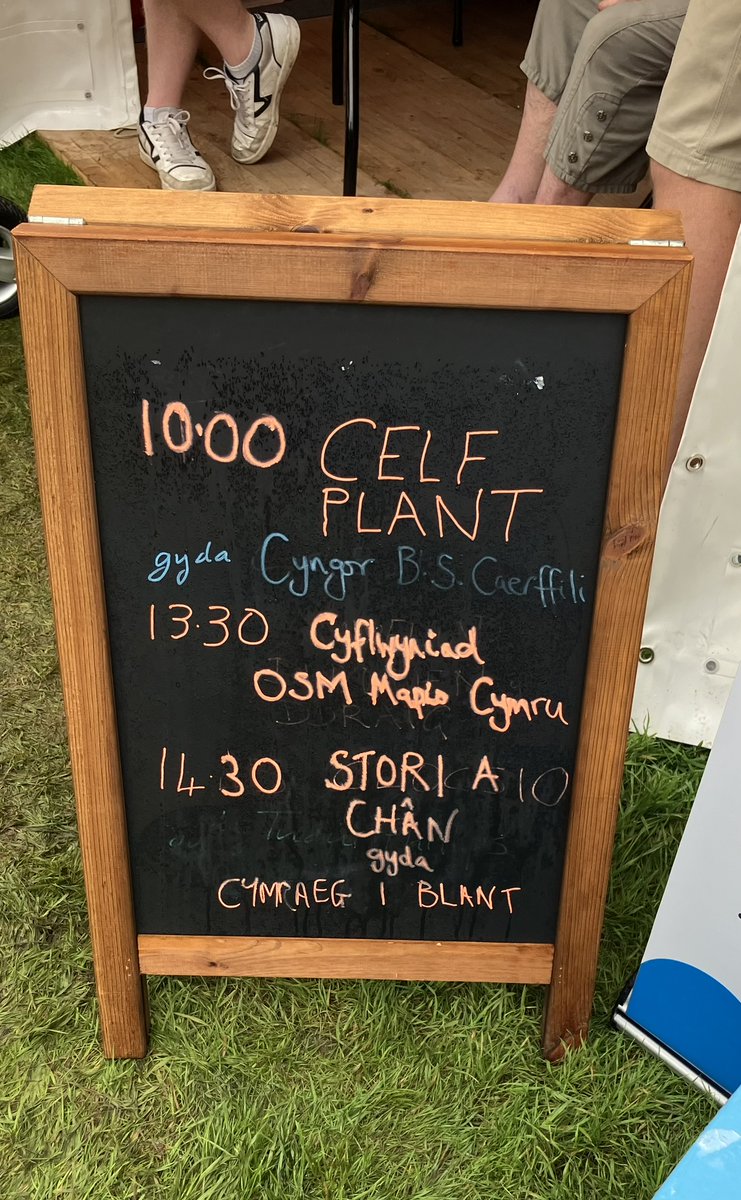 10.00 CELF
PLANT
gyda Cyngor B.S. Caerffili
13.30 Cyflwyniad
OSM Mapio Cymru
14.30 STORI A
CHÂN
gyda
CYMRAEG I BLANT